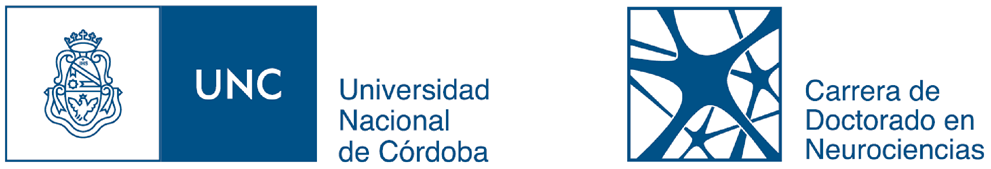 UNC
Universidad
Nacional
de Córdoba
Carrera de
Doctorado en
Neurociencias